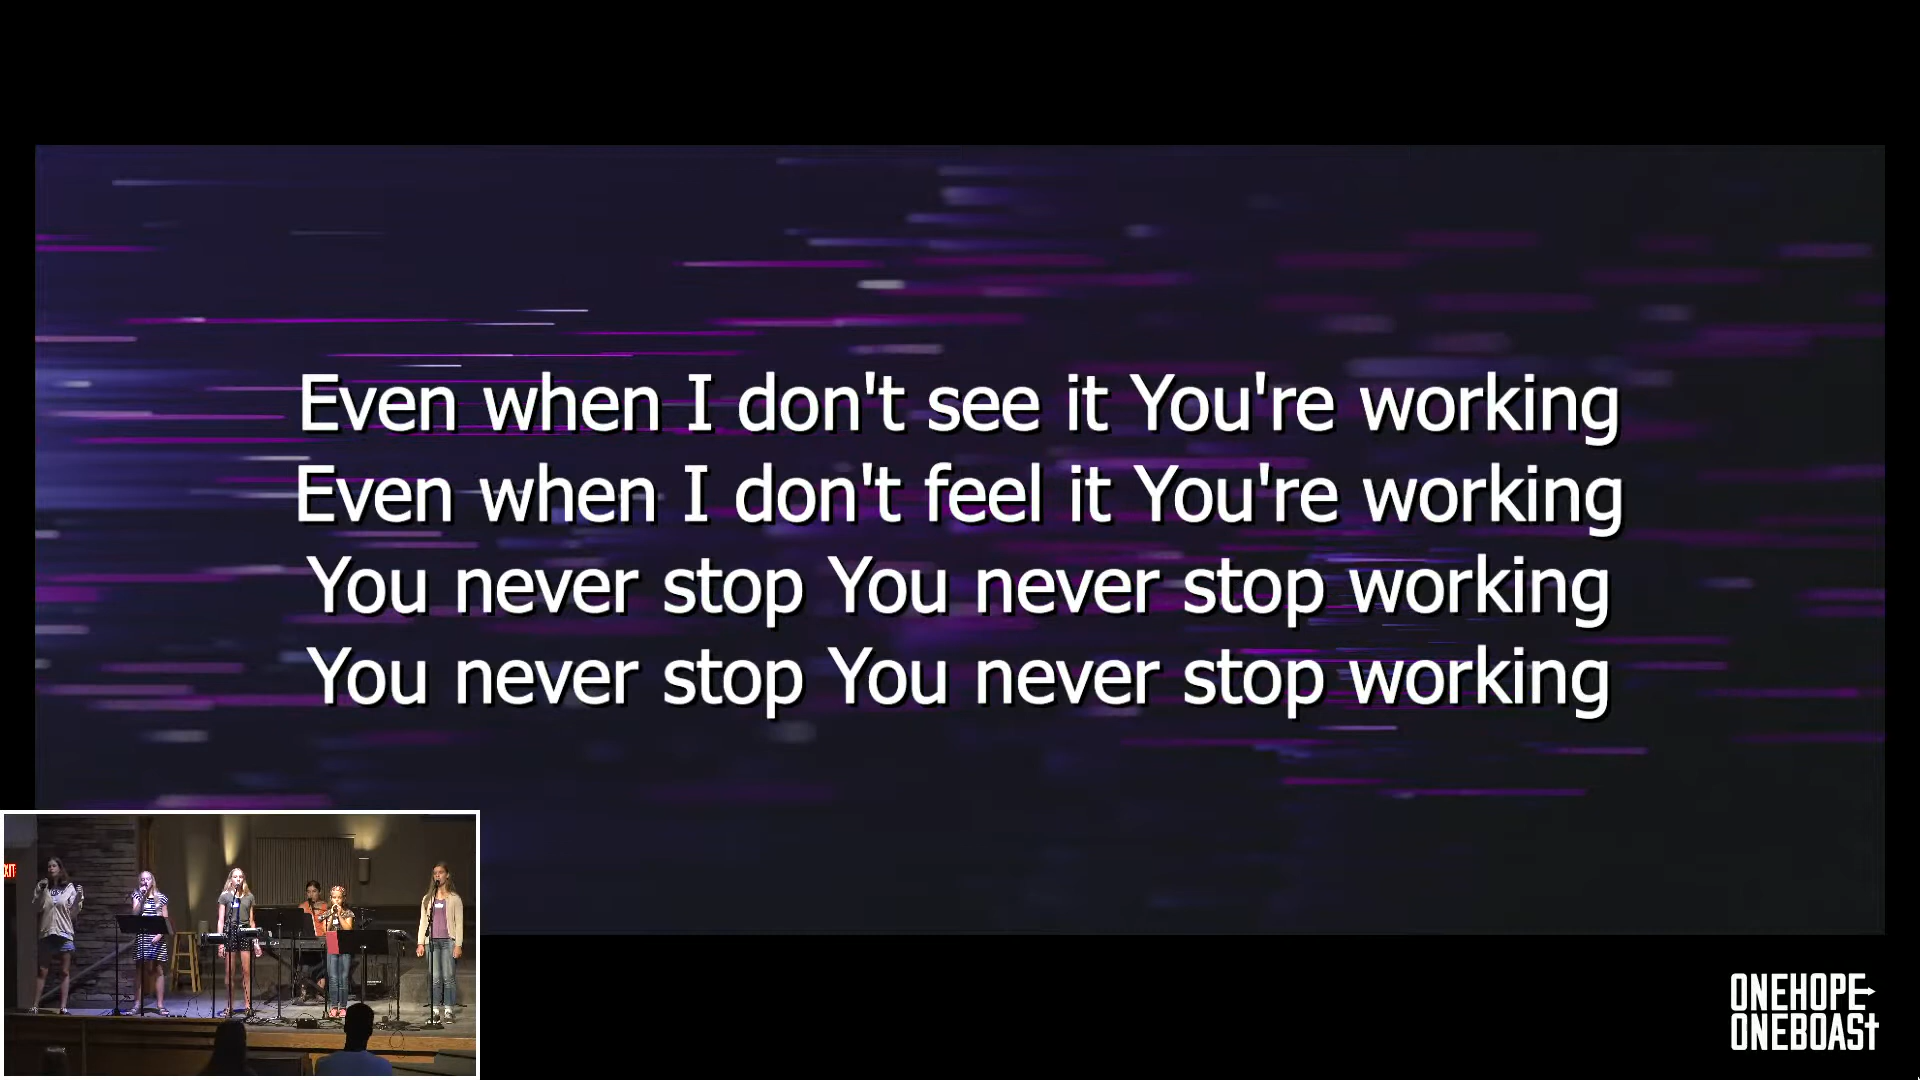 Even when I don't see it You're working
Even when I don't feel it You're working
You never stop You never stop working
You never stop You never stop working
EXIT
ONEHOPE
ONEBOAST